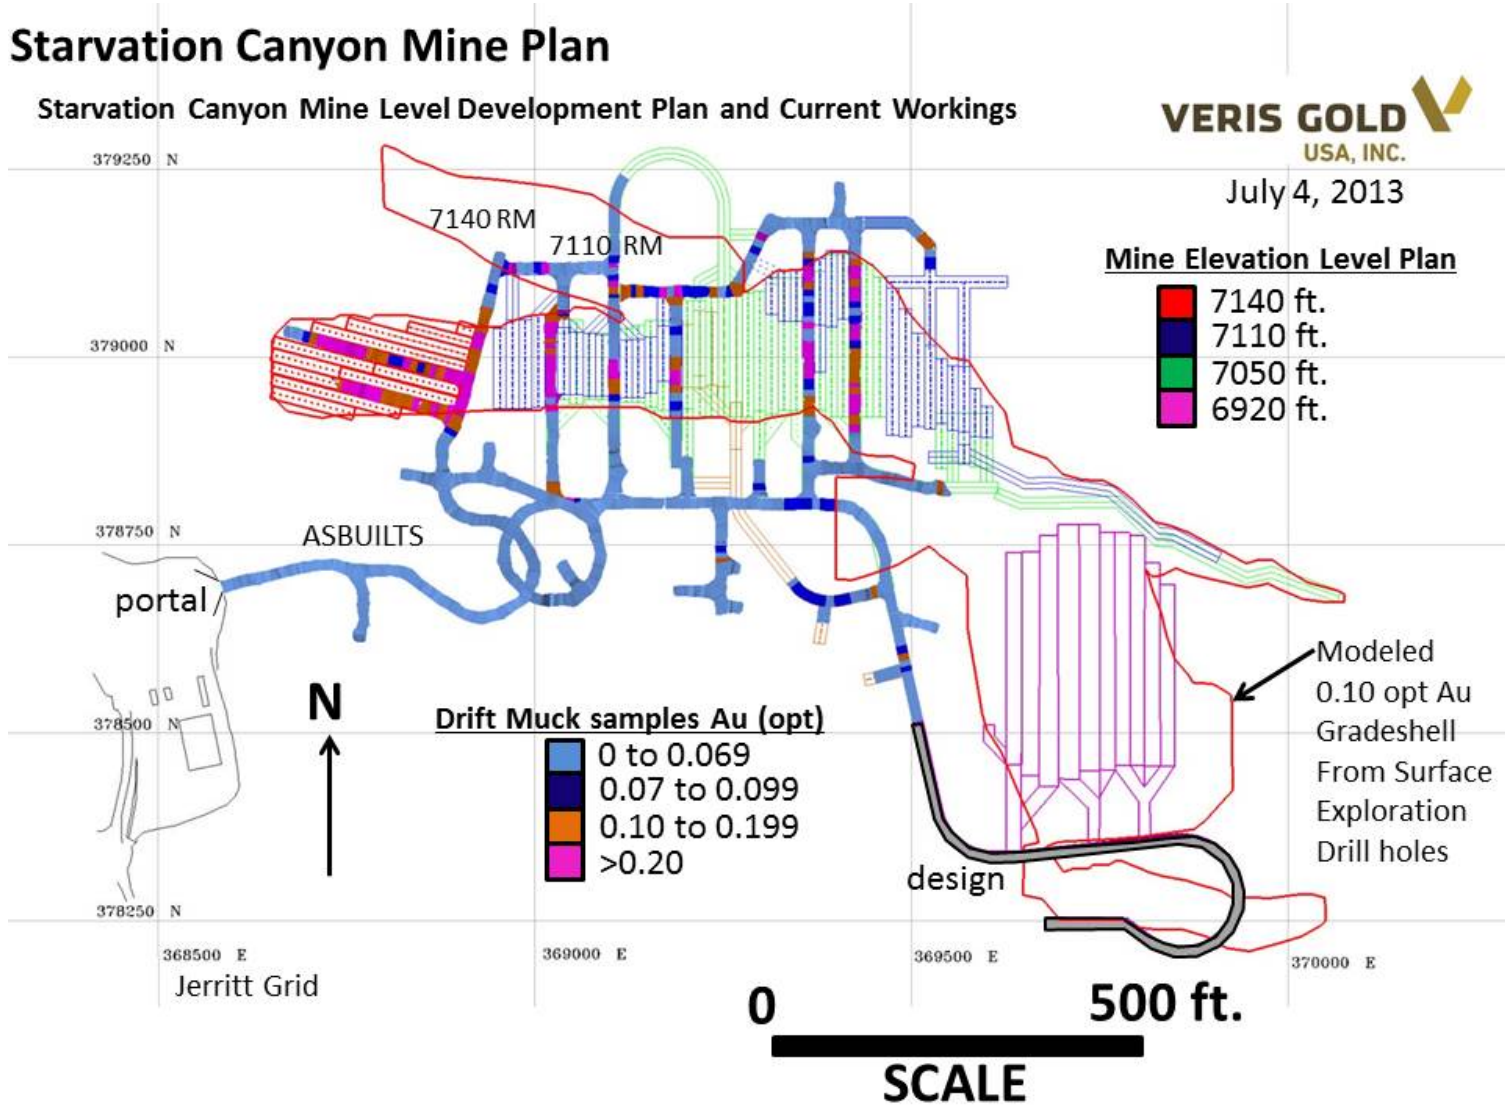 Starvation Canyon Mine Plan
Starvation Canyon Mine Level Development Plan and Current Workings
VERIS GOLD
USA, INC.
July 4, 2013
379250 N
7140 RM
7110 RM
Mine Elevation Level Plan
7140 ft.
7110 ft.
7050 ft.
6920 ft.
379000 N
378750 N
ASBUILTS
portal
N
Modeled
0.10 opt Au
Gradeshell
From Surface
Exploration
Drill holes
378500 N
Drift Muck samples Au (opt)
0 to 0.069
0.07 to 0.099
0.10 to 0.199
>0.20
design
378250 N
368500 E
369000 E
369500 E
370000 E
Jerritt Grid
0
500 ft.
SCALE